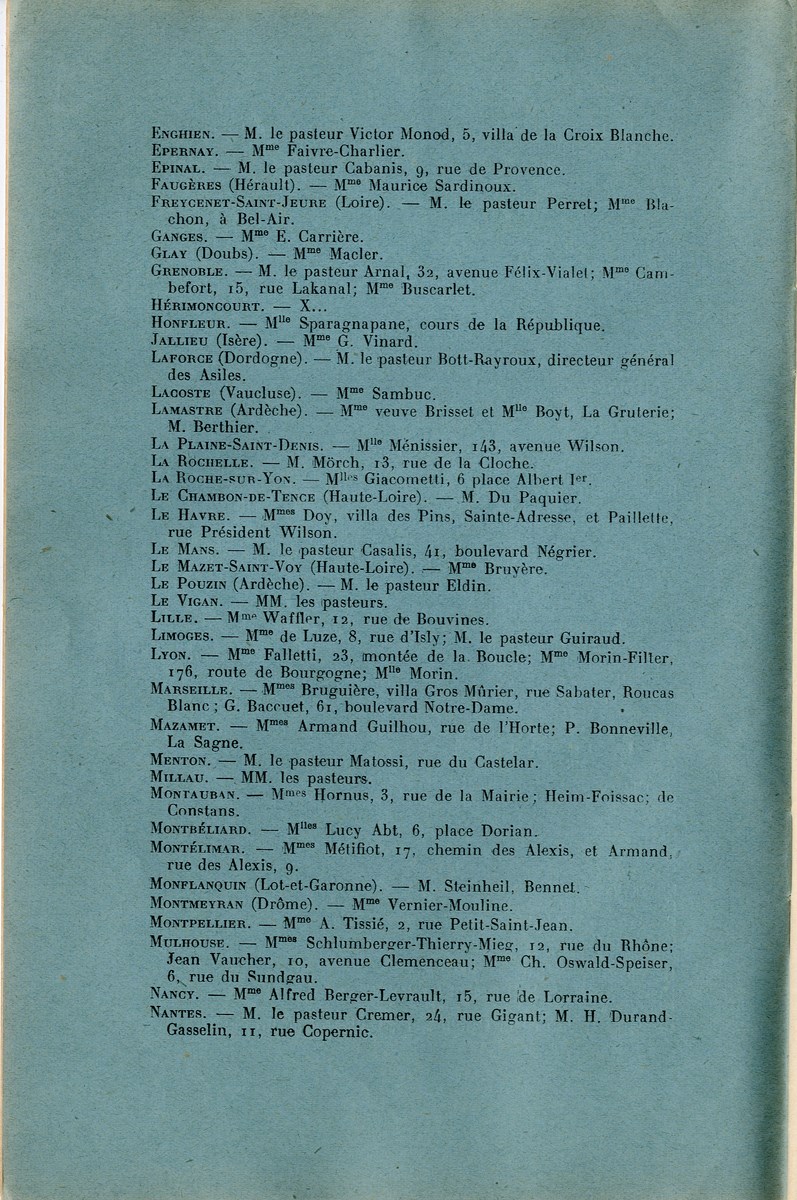 ENGHIEN. — M. le pasteur Victor Monod, 5, villa de la Croix Blanche.
EPERNAY. — Mme Faivre-Charlier.
EPINAL. — M. le pasteur Cabanis, 9, rue de Provence.
FAUGÈRES (Hérault). — Mme Maurice Sardinoux.
FREYCENET-SAINT-JEURE (Loire). — M. le pasteur Perret; Mme Bla-
chon, à Bel-Air.
GANGES. — Mme E. Carrière.
GLAY (Doubs). — Mme Macler.
GRENOBLE. — M. le pasteur Arnal, 32, avenue Félix-Vialel; Mme Cam-
befort, 15, rue Lakanal; Mme Buscarlet.
HÉRIMONCOURT. — X...
HONFLEUR. — Mlle Sparagnapane, cours de la République.
JALLIEU (Isère). — Mme G. Vinard.
LAFORCE (Dordogne). — M. le pasteur Bott-Rayroux, directeur général
des Asiles.
LACOSTE (Vaucluse). — Mme Sambuc.
LAMASTRE (Ardèche). — Mme veuve Brisset et Mlle Boyt, La Gruterie;
M. Berthier.
LA PLAINE-SAINT-DENIS. — Mlle Ménissier, 143, avenue Wilson.
LA ROCHELLE. — M. Mörch, 13, rue de la Cloche.
LA ROCHE-SUR-YON. — Mlles Giacometti, 6 place Albert Ier.
LE CHAMBON-DE-TENCE (Haute-Loire). — M. Du Paquier.
LE HAVRE. — Mmes Doy, villa des Pins, Sainte-Adresse, et Paillette,
rue Président Wilson.
LE MANS. — M. le pasteur Casalis, 41, boulevard Négrier.
LE MAZET-SAINT-VOY (Haute-Loire). — Mme Bruyère.
LE POUZIN (Ardèche). — M. le pasteur Eldin.
LE VIGAN. — MM. les pasteurs.
LILLE. — Mme Waffler, 12, rue de Bouvines.
LIMOGES. — Mme de Luze, 8, rue d'Isly; M. le pasteur Guiraud.
LYON. — Mme Falletti, 23, montée de la Boucle; Mme Morin-Filler,
176, route de Bourgogne; Mlle Morin.
MARSEILLE. — Mmes Bruguière, villa Gros Mûrier, rue Sabater, Roucas
Blanc; G. Baccuet, 61, boulevard Notre-Dame.
MAZAMET. — Mmes Armand Guilhou, rue de l'Horte; P. Bonneville,
La Sagne.
MENTON. — M. le pasteur Matossi, rue du Castelar.
MILLAU. — MM. les pasteurs.
MONTAUBAN. — Mmes Hornus, 3, rue de la Mairie; Heim-Foissac; de
Constans.
MONTBÉLIARD. — Mlles Lucy Abt, 6, place Dorian.
MONTÉLIMAR. — Mmes Métifiot, 17, chemin des Alexis, et Armand,
rue des Alexis, 9.
MONFLANQUIN (Lot-et-Garonne). — M. Steinheil, Bennet.
MONTMEYRAN (Drôme). — Mme Vernier-Mouline.
MONTPELLIER. — Mme A. Tissié, 2, rue Petit-Saint-Jean.
MULHOUSE. — Mmes Schlumberger-Thierry-Mieg, 12, rue du Rhône;
Jean Vaucher, 10, avenue Clemenceau; Mme Ch. Oswald-Speiser,
6, rue du Sundgau.
NANCY. — Mme Alfred Berger-Levrault, 15, rue de Lorraine.
NANTES. — M. le pasteur Cremer, 24, rue Gigant; M. H. Durand-
Gasselin, 11, rue Copernic.